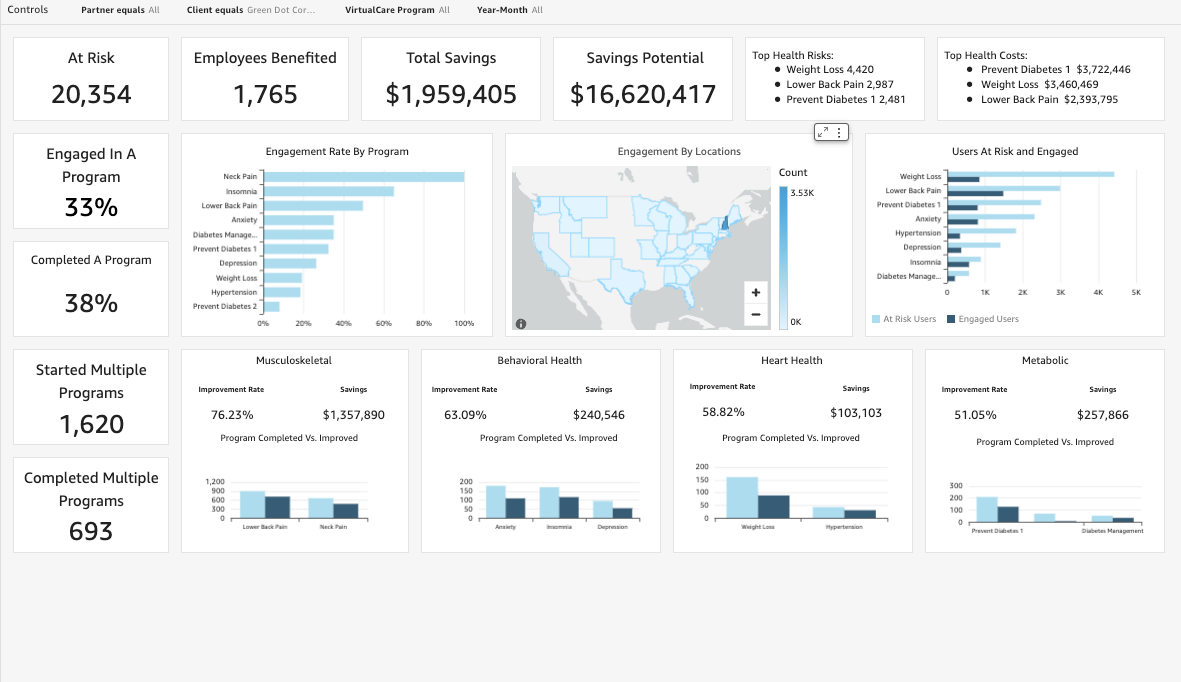 Controls
Partner equals All
Client equals Green Dot Cor...
VirtualCare Program All
Year-Month All
At Risk
20,354
Employees Benefited
1,765
Total Savings
$1,959,405
Savings Potential
$16,620,417
Top Health Risks:
• Weight Loss 4,420
• Lower Back Pain 2,987
• Prevent Diabetes 1 2,481
Top Health Costs:
• Prevent Diabetes 1 $3,722,446
• Weight Loss $3,460,469
• Lower Back Pain $2,393,795
Engaged In A
Program
33%
Completed A Program
38%
Engagement Rate By Program
Neck Pain
Insomnia
Lower Back Pain
Anxiety
Diabetes Manage...
Prevent Diabetes 1
Depression
Weight Loss
Hypertension
Prevent Diabetes 2
0% 20% 40% 60% 80% 100%
Engagement By Locations
Count
3.53K
0K
+
−
Users At Risk and Engaged
Weight Loss
Lower Back Pain
Prevent Diabetes 1
Anxiety
Hypertension
Depression
Insomnia
Diabetes Manage...
0 1K 2K 3K 4K 5K
At Risk Users Engaged Users
Started Multiple
Programs
1,620
Completed Multiple
Programs
693
Musculoskeletal
Improvement Rate Savings
76.23% $1,357,890
Program Completed Vs. Improved
1,200
900
600
300
0
Lower Back Pain Neck Pain
Behavioral Health
Improvement Rate Savings
63.09% $240,546
Program Completed Vs. Improved
200
150
100
50
0
Anxiety Insomnia Depression
Heart Health
Improvement Rate Savings
58.82% $103,103
Program Completed Vs. Improved
200
150
100
50
0
Weight Loss Hypertension
Metabolic
Improvement Rate Savings
51.05% $257,866
Program Completed Vs. Improved
300
200
100
0
Prevent Diabetes 1 Diabetes Management